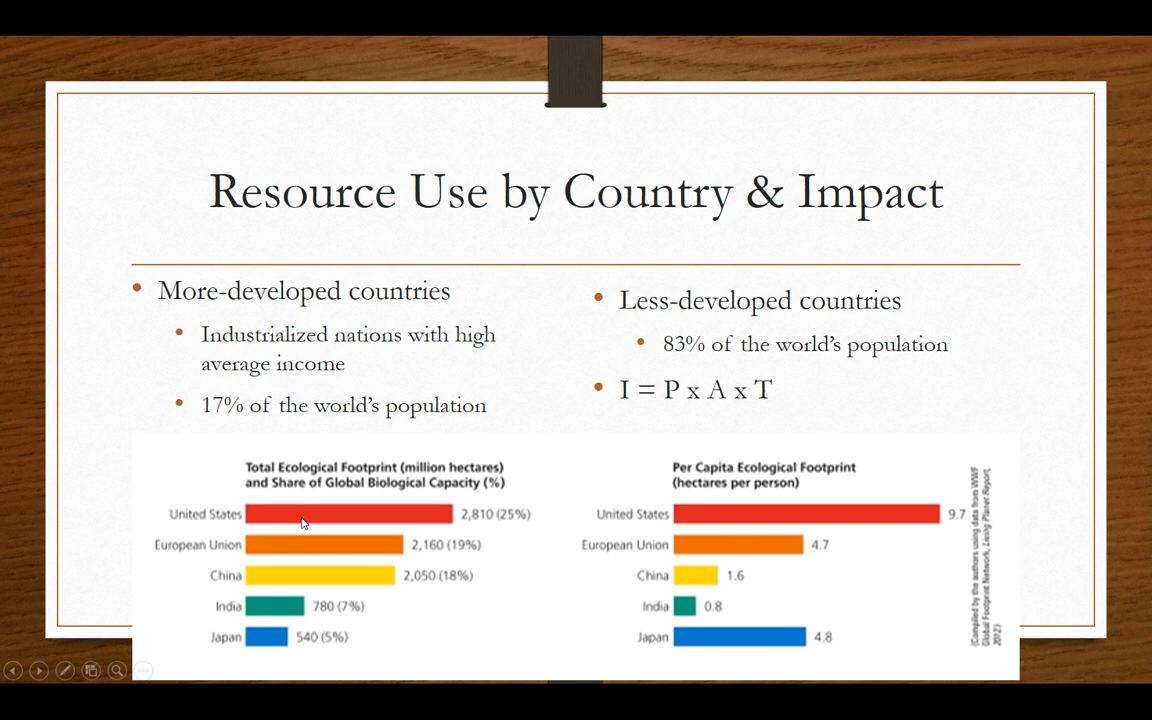 Resource Use by Country & Impact
• More-developed countries
• Industrialized nations with high
average income
• 17% of the world's population
• Less-developed countries
• 83% of the world's population
• I = P x A x T
Total Ecological Footprint (million hectares)
and Share of Global Biological Capacity (%)
United States 2,810 (25%)
European Union 2,160 (19%)
China 2,050 (18%)
India 780 (7%)
Japan 540 (5%)
Per Capita Ecological Footprint
(hectares per person)
United States 9.7
European Union 4.7
China 1.6
India 0.8
Japan 4.8
(Compiled by the authors using data from WWF
Global Footprint Network, Living Planet Report,
2012)